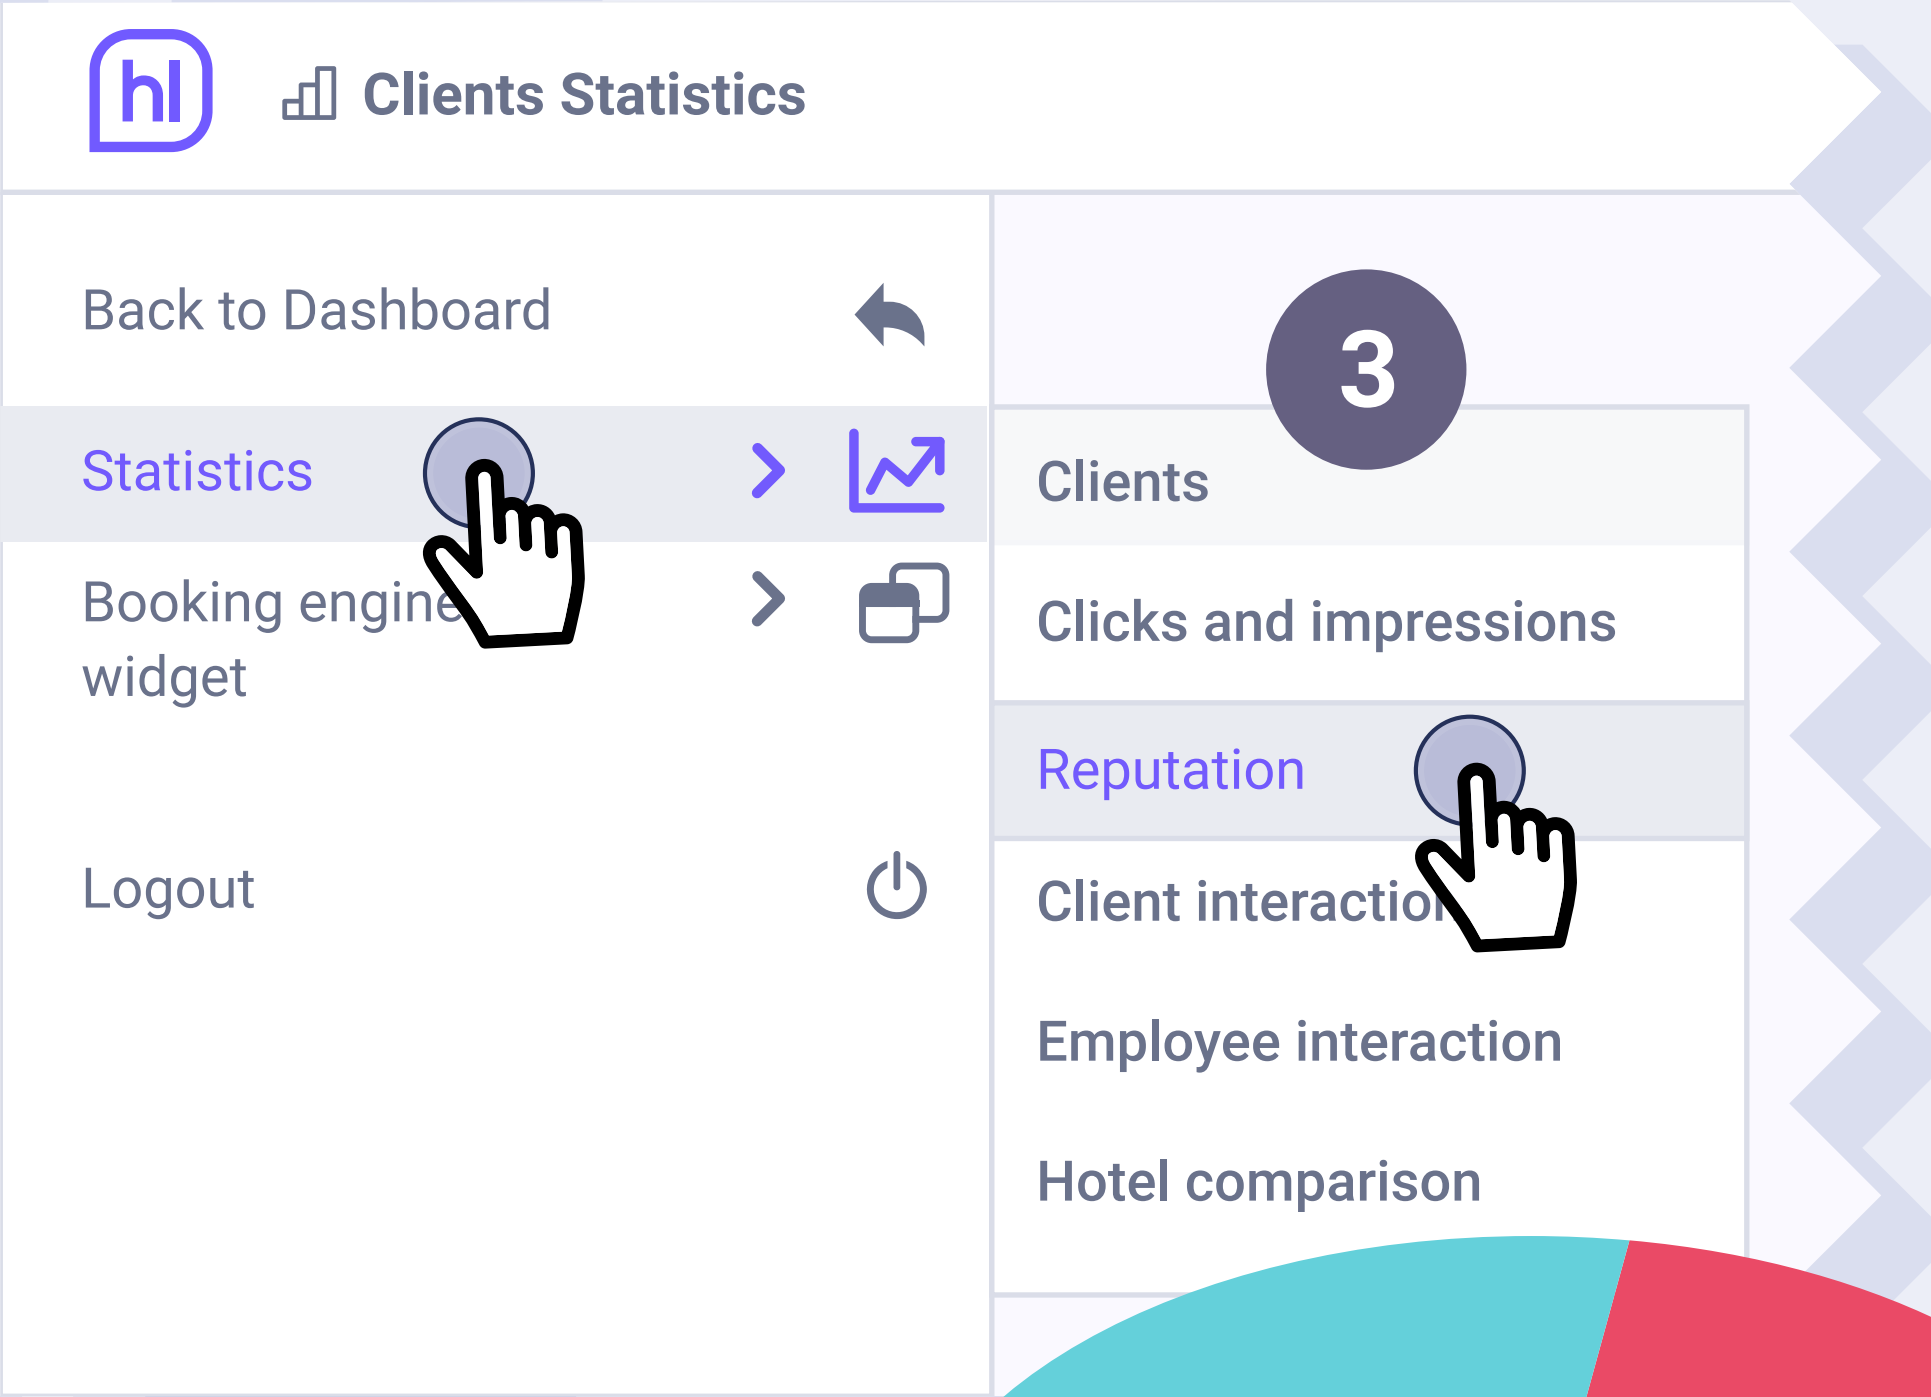 hl
Clients Statistics
Back to Dashboard
Statistics
Booking engine
widget
Logout
3
Clients
Clicks and impressions
Reputation
Client interaction
Employee interaction
Hotel comparison